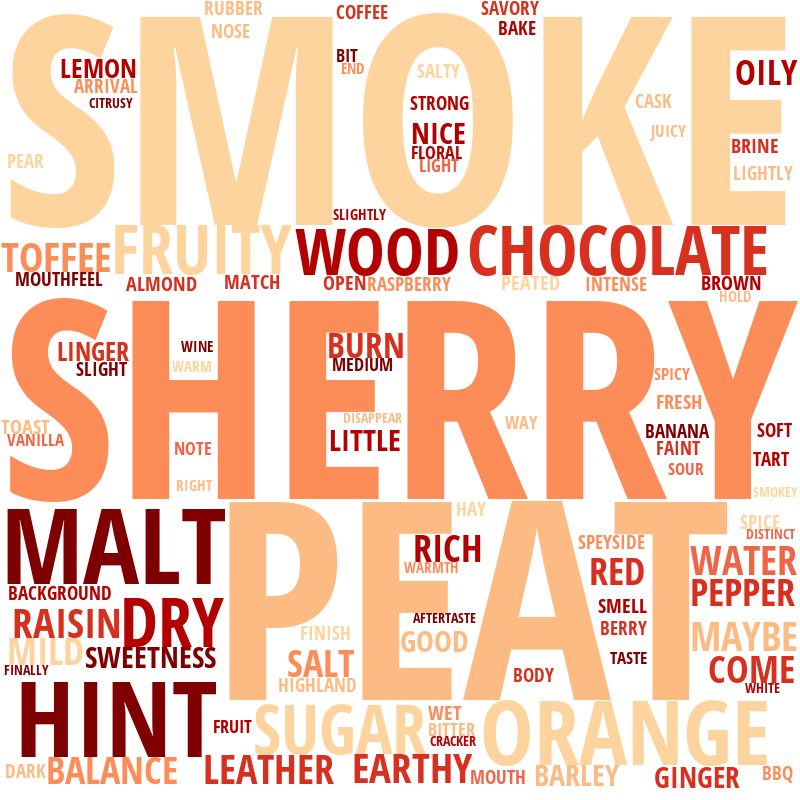 RUBBER
COFFEE
SAVORY
NOSE
BAKE
SMOKE
BIT
LEMON
END
SALTY
OILY
ARRIVAL
CITRUSY
STRONG
CASK
NICE
JUICY
FLORAL
BRINE
PEAR
LIGHT
LIGHTLY
SLIGHTLY
TOFFEE
FRUITY
WOOD
CHOCOLATE
MOUTHFEEL
ALMOND
MATCH
OPEN
RASPBERRY
PEATED
INTENSE
BROWN
HOLD
SHERRY
LINGER
WINE
BURN
SLIGHT
WARM
MEDIUM
SPICY
FRESH
TOAST
DISAPPEAR
WAY
BANANA
SOFT
VANILLA
NOTE
LITTLE
FAINT
TART
SOUR
RIGHT
SMOKEY
MALT
PEAT
HAY
SPICE
DISTINCT
RICH
SPEYSIDE
WATER
WARMTH
RED
BACKGROUND
PEPPER
RAISIN
DRY
AFTERTASTE
SMELL
FINISH
GOOD
BERRY
MAYBE
MILD
SWEETNESS
SALT
TASTE
FINALLY
COME
HINT
HIGHLAND
BODY
WHITE
FRUIT
SUGAR
WET
BITTER
CRACKER
ORANGE
DARK
BALANCE
LEATHER
EARTHY
MOUTH
BARLEY
GINGER
BBQ